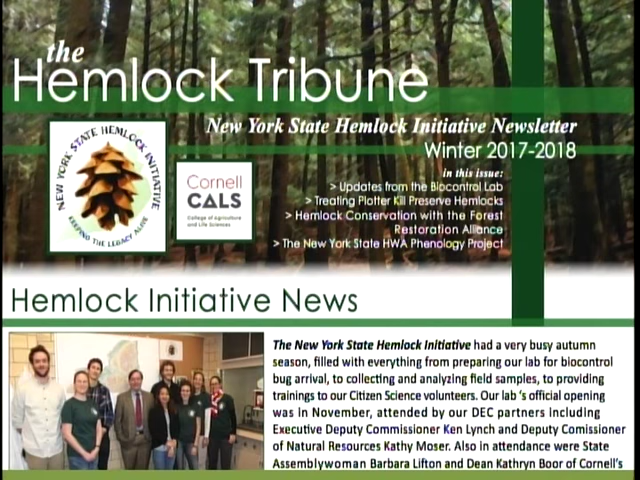 the
Hemlock Tribune
New York State Hemlock Initiative Newsletter
Winter 2017-2018
NEW YORK STATE HEMLOCK INITIATIVE
KEEPING THE LEGACY ALIVE
Cornell
CALS
College of Agriculture
and Life Sciences
in this issue:
> Updates from the Biocontrol Lab
> Treating Plotter Kill Preserve Hemlocks
> Hemlock Conservation with the Forest
Restoration Alliance
> The New York State HWA Phenology Project
Hemlock Initiative News
The New York State Hemlock Initiative had a very busy autumn
season, filled with everything from preparing our lab for biocontrol
bug arrival, to collecting and analyzing field samples, to providing
trainings to our Citizen Science volunteers. Our lab 's official opening
was in November, attended by our DEC partners including
Executive Deputy Commissioner Ken Lynch and Deputy Comissioner
of Natural Resources Kathy Moser. Also in attendance were State
Assemblywoman Barbara Lifton and Dean Kathryn Boor of Cornell's